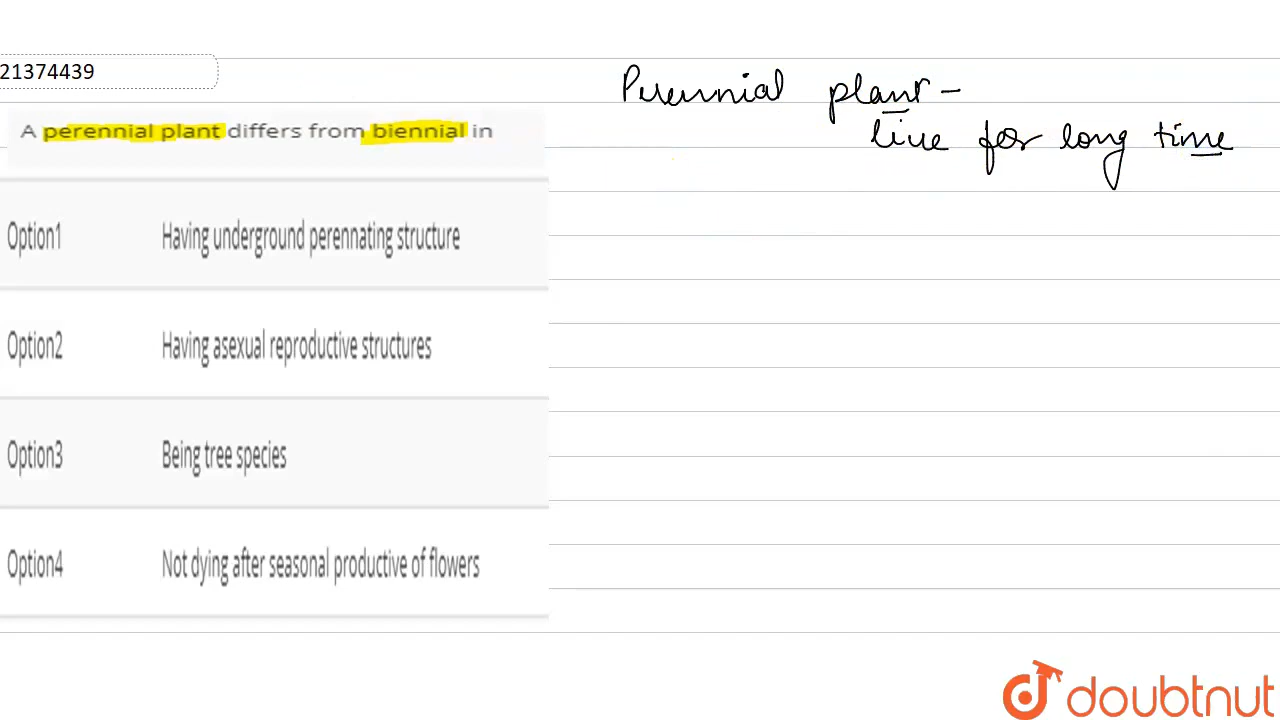 21374439
A perennial plant differs from biennial in
Option1 Having underground perennating structure
Option2 Having asexual reproductive structures
Option3 Being tree species
Option4 Not dying after seasonal productive of flowers
Perennial plant -
live for long time
doubtnut